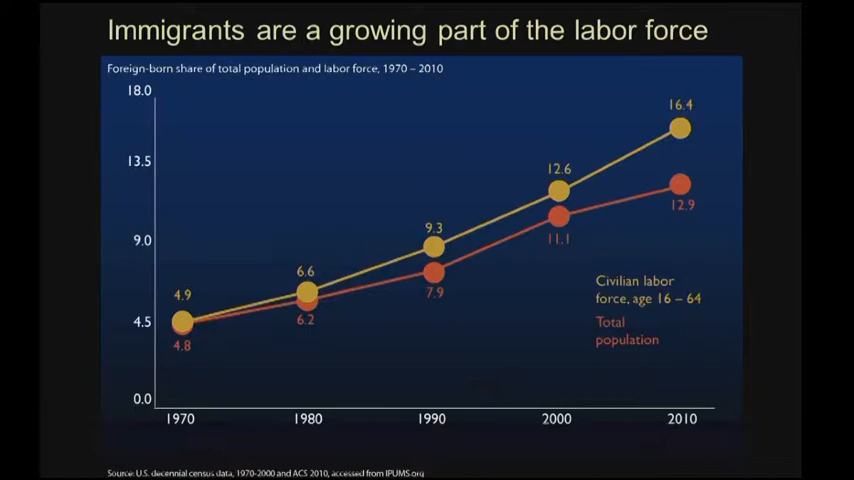 Immigrants are a growing part of the labor force
Foreign-born share of total population and labor force, 1970 – 2010
18.0
16.4
13.5
12.6
12.9
11.1
9.3
9.0
7.9
6.6
Civilian labor
force, age 16 – 64
4.9
6.2
4.5
Total
population
4.8
0.0
1970 1980 1990 2000 2010
Source: U.S. decennial census data, 1970-2000 and ACS 2010, accessed from IPUMS.org